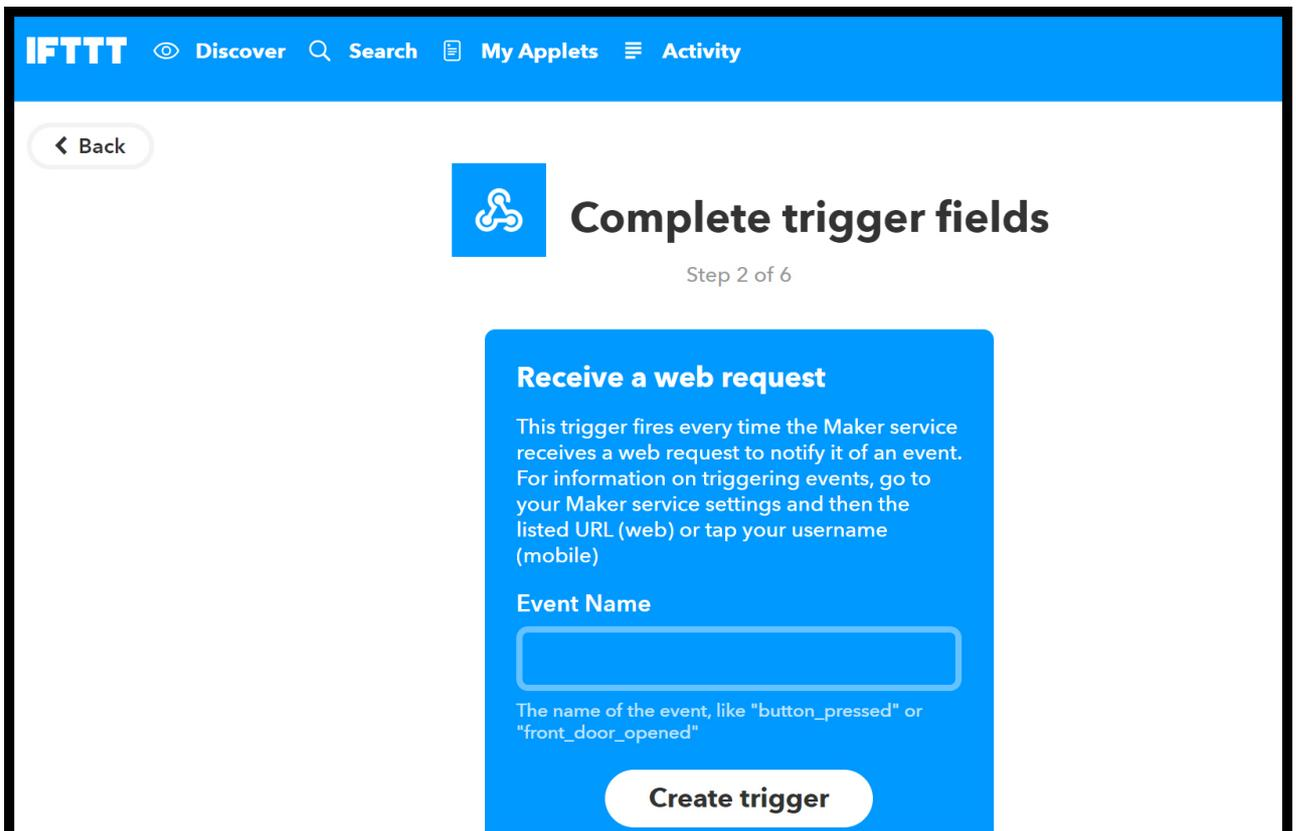 IFTTT Discover Search My Applets Activity
Back
Complete trigger fields
Step 2 of 6
Receive a web request
This trigger fires every time the Maker service
receives a web request to notify it of an event.
For information on triggering events, go to
your Maker service settings and then the
listed URL (web) or tap your username
(mobile)
Event Name
The name of the event, like "button_pressed" or
"front_door_opened"
Create trigger